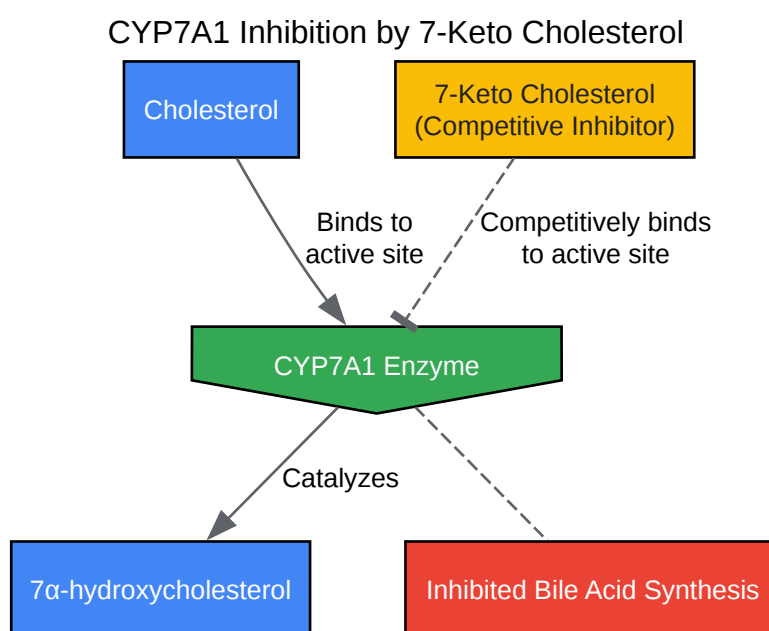 CYP7A1 Inhibition by 7-Keto Cholesterol
Cholesterol
7-Keto Cholesterol
(Competitive Inhibitor)
Binds to
active site
Competitively binds
to active site
CYP7A1 Enzyme
Catalyzes
7α-hydroxycholesterol
Inhibited Bile Acid Synthesis